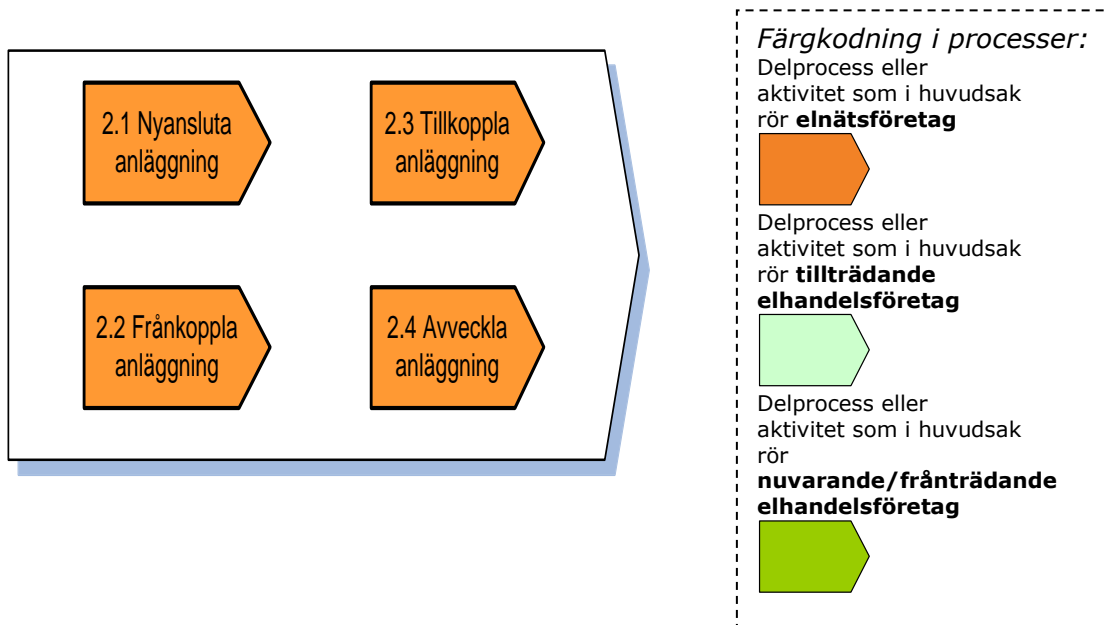 2.1 Nyansluta
anläggning
2.3 Tillkoppla
anläggning
2.2 Frånkoppla
anläggning
2.4 Avveckla
anläggning
Färgkodning i processer:
Delprocess eller
aktivitet som i huvudsak
rör elnätsföretag
Delprocess eller
aktivitet som i huvudsak
rör tillträdande
elhandelsföretag
Delprocess eller
aktivitet som i huvudsak
rör
nuvarande/frånträdande
elhandelsföretag